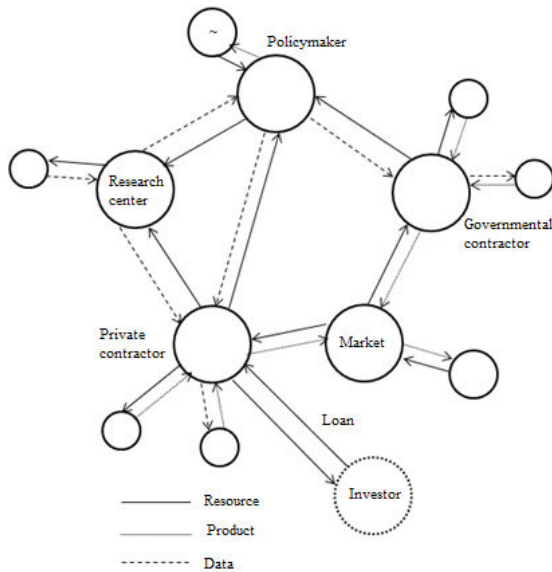 ~
Policymaker
Research
center
Governmental
contractor
Private
contractor
Market
Loan
Investor
Resource
Product
Data